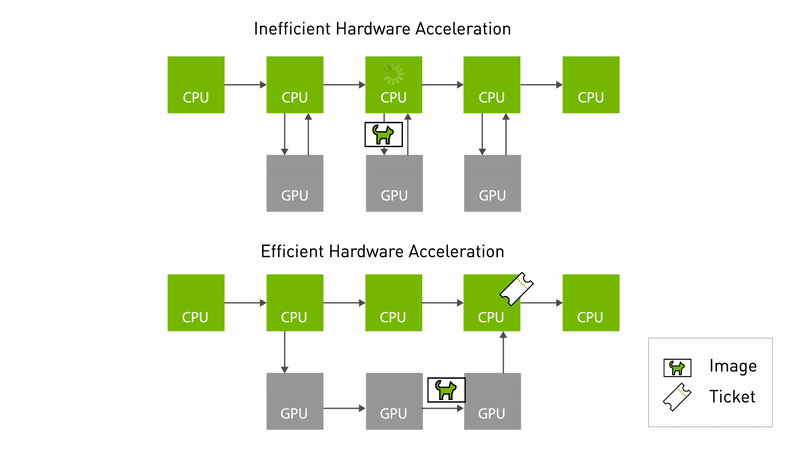 Inefficient Hardware Acceleration
CPU CPU CPU CPU CPU
GPU GPU GPU
Efficient Hardware Acceleration
CPU CPU CPU CPU CPU
GPU GPU GPU
Image
Ticket